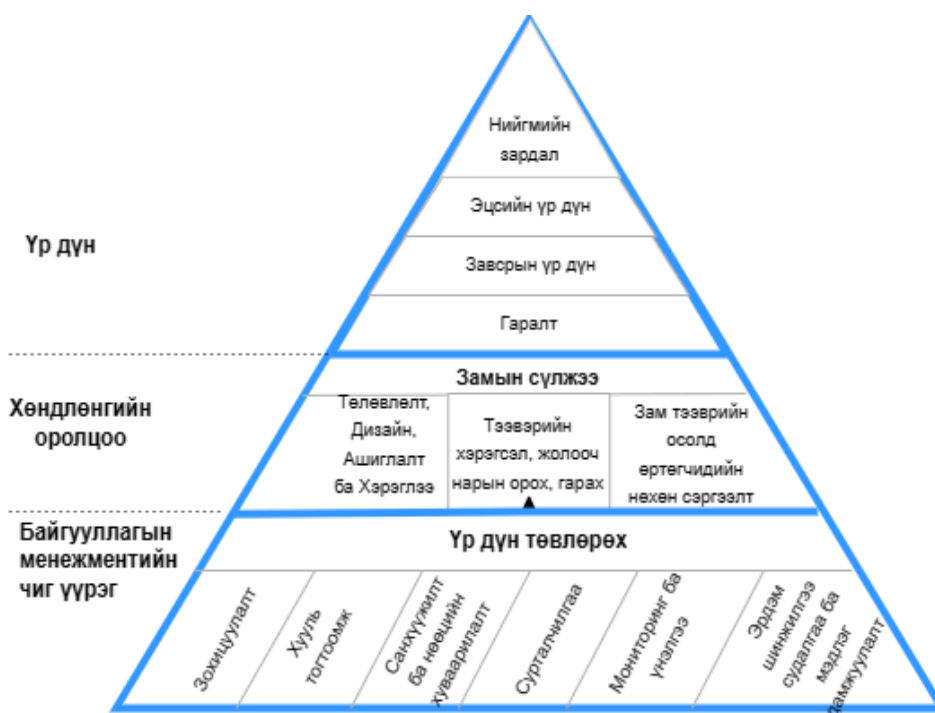 Нийгмийн
зардал
Эцсийн үр дүн
Завсрын үр дүн
Гаралт
Үр дүн
Замын сүлжээ
Төлөвлөлт,
Дизайн,
Ашиглалт
ба Хэрэглээ
Тээвэрийн
хэрэгсэл, жолооч
нарын орох, гарах
Зам тээврийн
осолд
өртөгчидийн
нөхөн сэргээлт
Хөндлөнгийн
оролцоо
Үр дүн төвлөрөх
Байгууллагын
менежментийн
чиг үүрэг
Зохицуулалт
Хууль
тогтоомж
Санхүүжилт
ба нөөцийн
хуваарилалт
Сурталчилгаа
Мониторинг ба
үнэлгээ
Эрдэм
шинжилгээ
судалгаа ба
мэдлэг
дамжуулалт